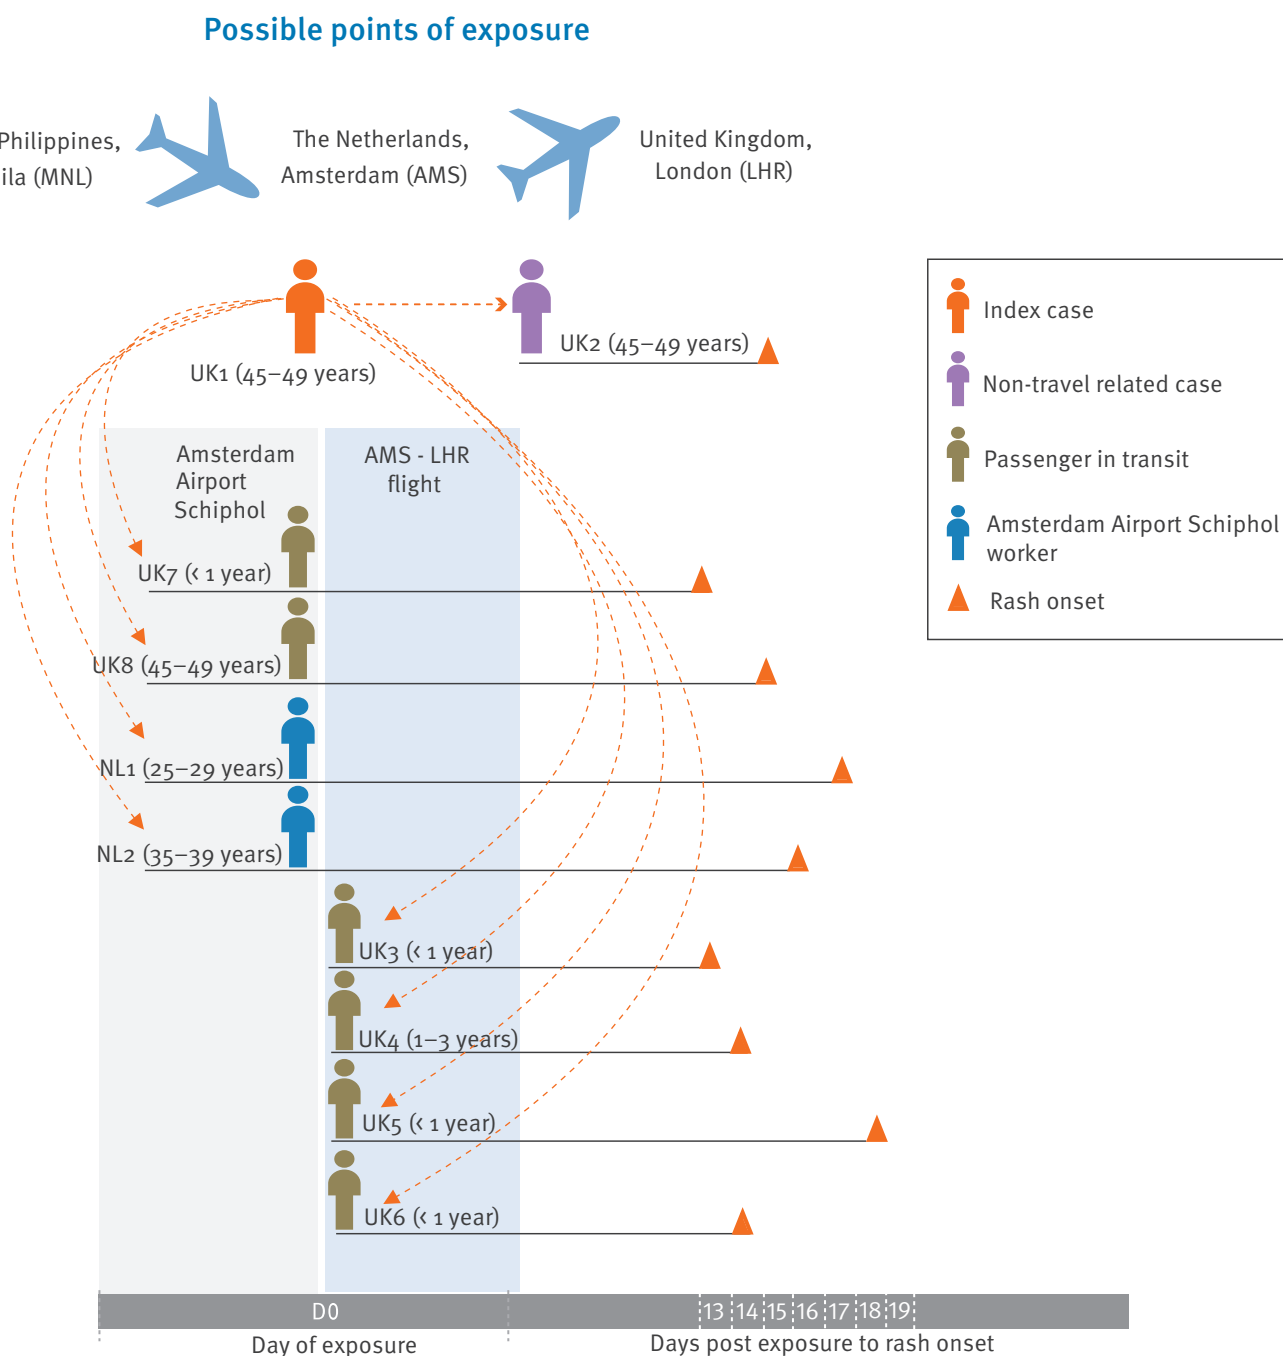 Possible points of exposure
Philippines,
ila (MNL)
The Netherlands,
Amsterdam (AMS)
United Kingdom,
London (LHR)
UK1 (45–49 years)
UK2 (45–49 years)
Index case
Non-travel related case
Passenger in transit
Amsterdam Airport Schiphol
worker
Rash onset
Amsterdam
Airport
Schiphol
AMS - LHR
flight
UK7 (< 1 year)
UK8 (45–49 years)
NL1 (25–29 years)
NL2 (35–39 years)
UK3 (< 1 year)
UK4 (1–3 years)
UK5 (< 1 year)
UK6 (< 1 year)
D0 13 14 15 16 17 18 19
Day of exposure
Days post exposure to rash onset